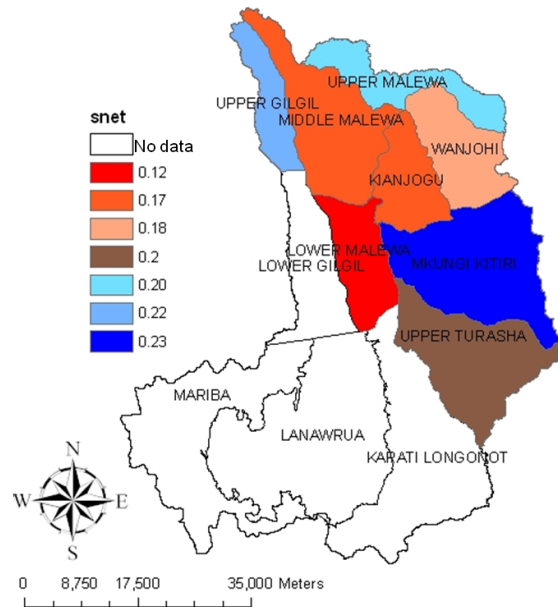 snet
No data
0.12
0.17
0.18
0.2
0.20
0.22
0.23
UPPER MALEWA
UPPER GILGIL
MIDDLE MALEWA
WANJOHI
KIANJOGU
LOWER MALEWA
LOWER GILGIL
MKUNGI KITIRI
UPPER TURASHA
MARIBA
LANAWRUA
KARATI LONGONOT
N
W E
S
0 8,750 17,500 35,000 Meters